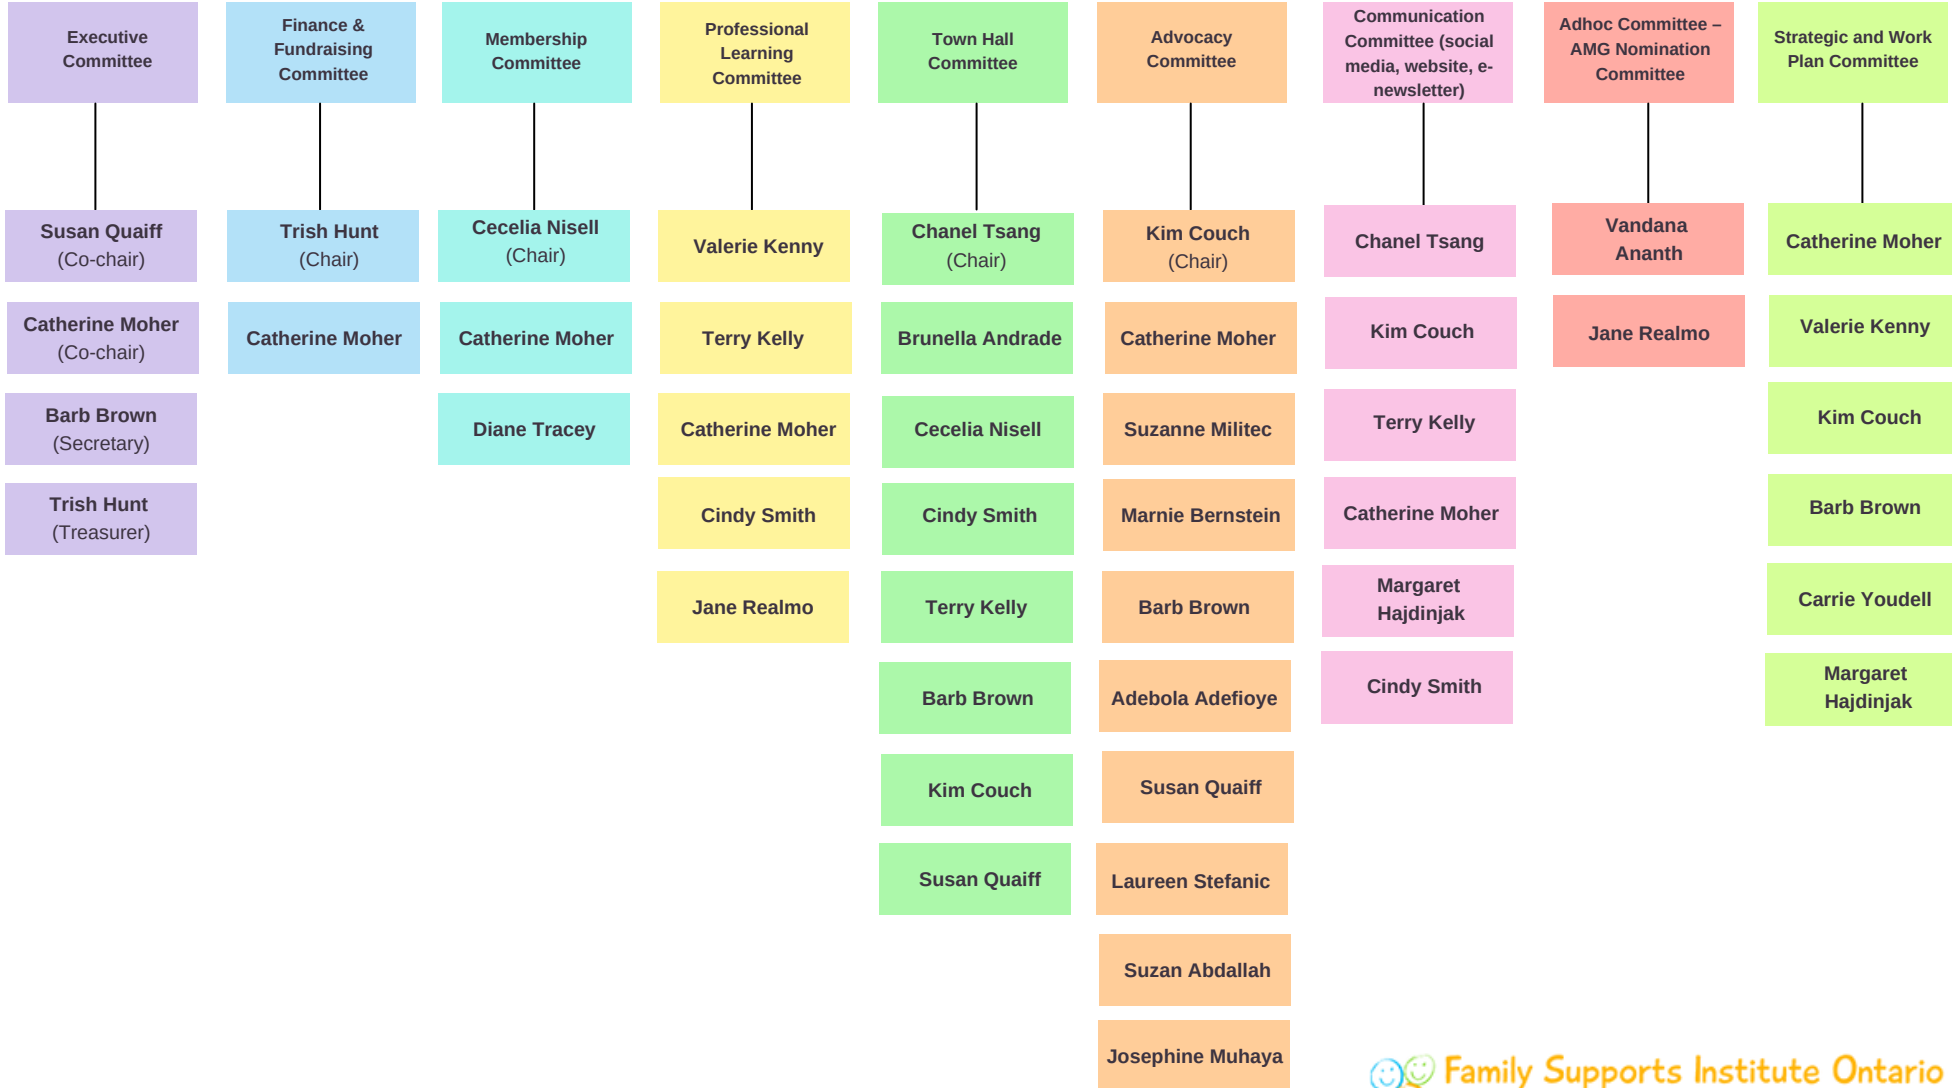 Executive
Committee
Susan Quaiff
(Co-chair)
Catherine Moher
(Co-chair)
Barb Brown
(Secretary)
Trish Hunt
(Treasurer)
Finance &
Fundraising
Committee
Trish Hunt
(Chair)
Catherine Moher
Membership
Committee
Cecelia Nisell
(Chair)
Catherine Moher
Diane Tracey
Professional
Learning
Committee
Valerie Kenny
Terry Kelly
Catherine Moher
Cindy Smith
Jane Realmo
Town Hall
Committee
Chanel Tsang
(Chair)
Brunella Andrade
Cecelia Nisell
Cindy Smith
Terry Kelly
Barb Brown
Kim Couch
Susan Quaiff
Advocacy
Committee
Kim Couch
(Chair)
Catherine Moher
Suzanne Militec
Marnie Bernstein
Barb Brown
Adebola Adefioye
Susan Quaiff
Laureen Stefanic
Suzan Abdallah
Josephine Muhaya
Communication
Committee (social
media, website, e-
newsletter)
Chanel Tsang
Kim Couch
Terry Kelly
Catherine Moher
Margaret
Hajdinjak
Cindy Smith
Adhoc Committee –
AMG Nomination
Committee
Vandana
Ananth
Jane Realmo
Strategic and Work
Plan Committee
Catherine Moher
Valerie Kenny
Kim Couch
Barb Brown
Carrie Youdell
Margaret
Hajdinjak
Family Supports Institute Ontario